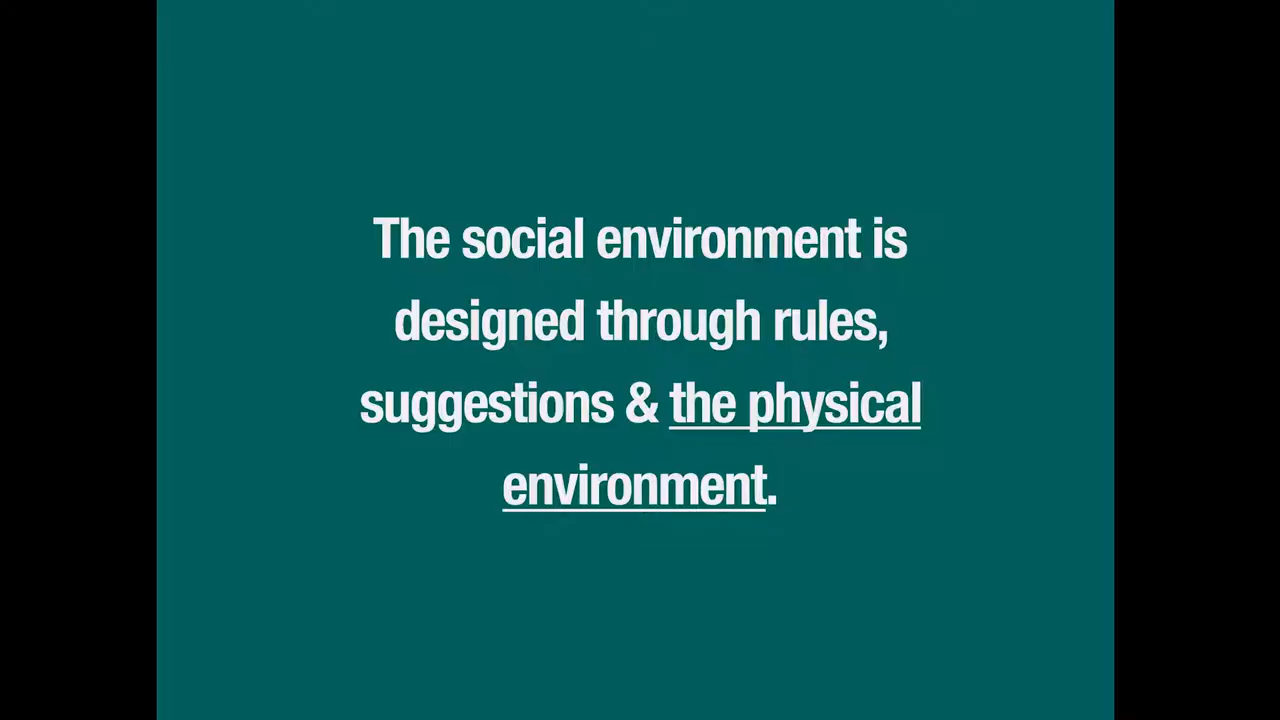 The social environment is
designed through rules,
suggestions & the physical
environment.